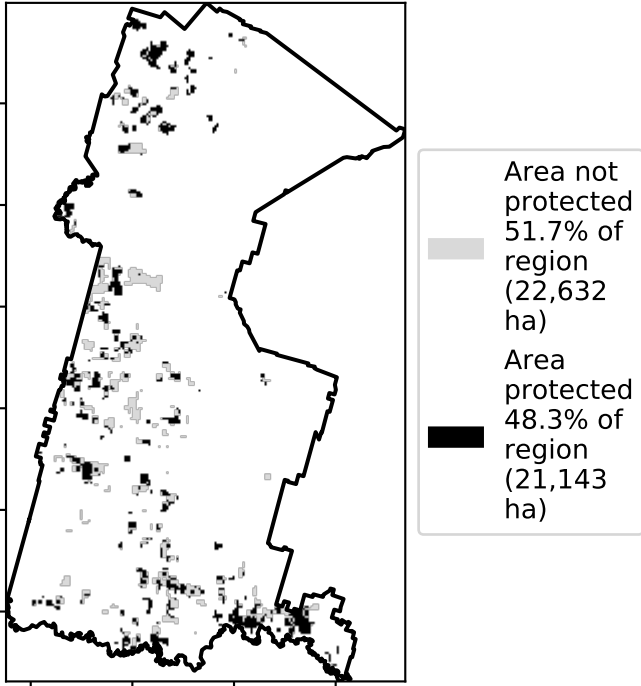 Area not
protected
51.7% of
region
(22,632
ha)
Area
protected
48.3% of
region
(21,143
ha)